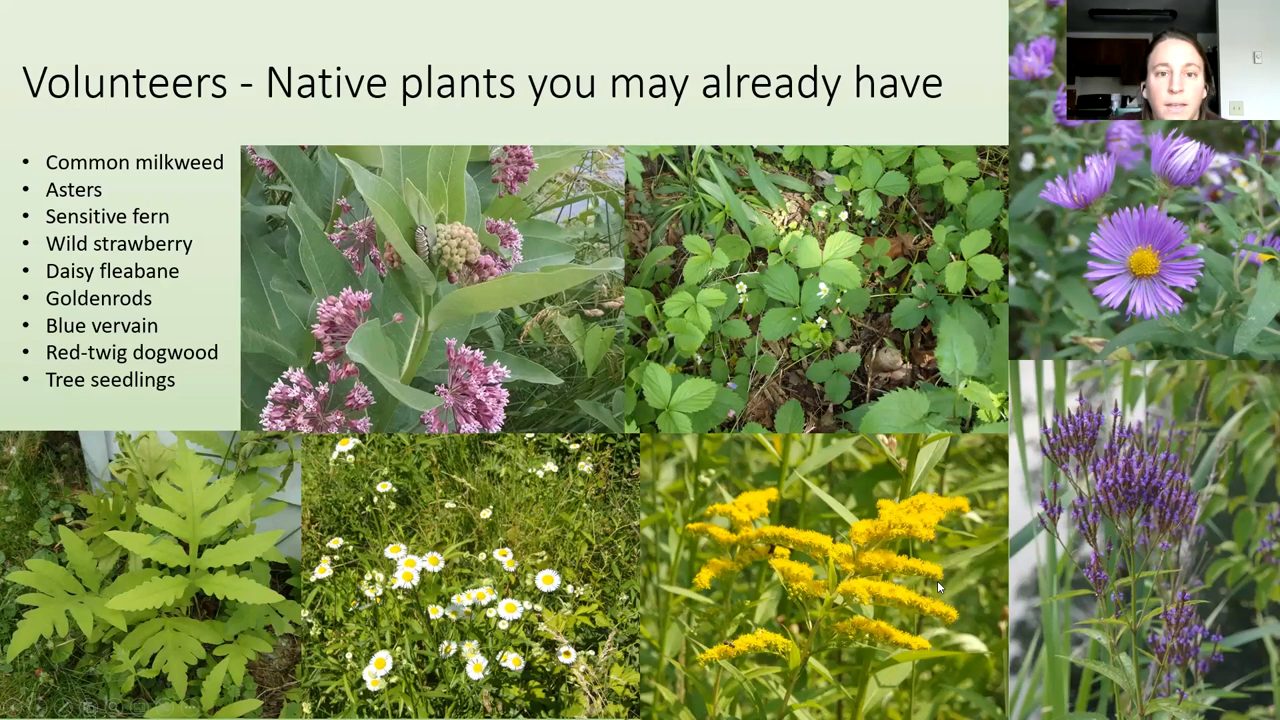 Volunteers - Native plants you may already have
• Common milkweed
• Asters
• Sensitive fern
• Wild strawberry
• Daisy fleabane
• Goldenrods
• Blue vervain
• Red-twig dogwood
• Tree seedlings